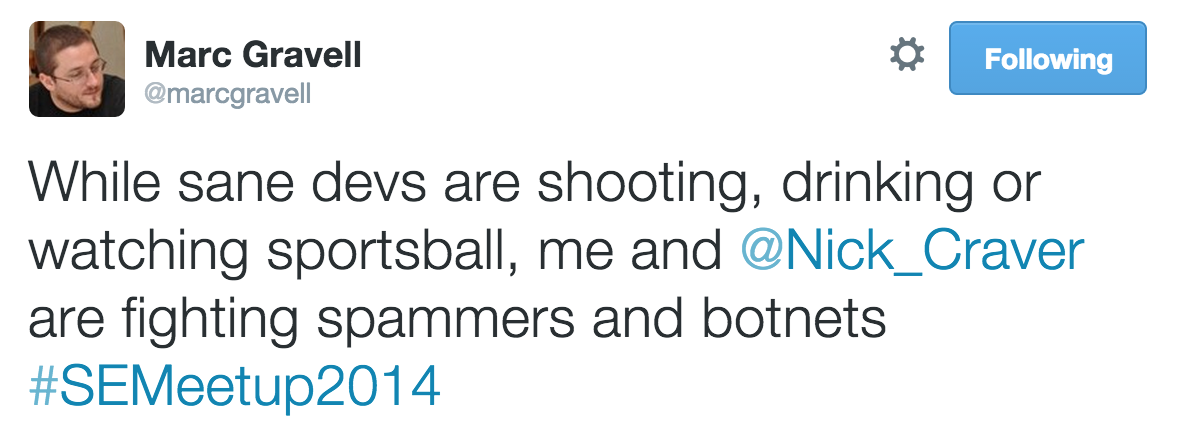 Marc Gravell
@marcgravell
Following
While sane devs are shooting, drinking or
watching sportsball, me and @Nick_Craver
are fighting spammers and botnets
#SEMeetup2014